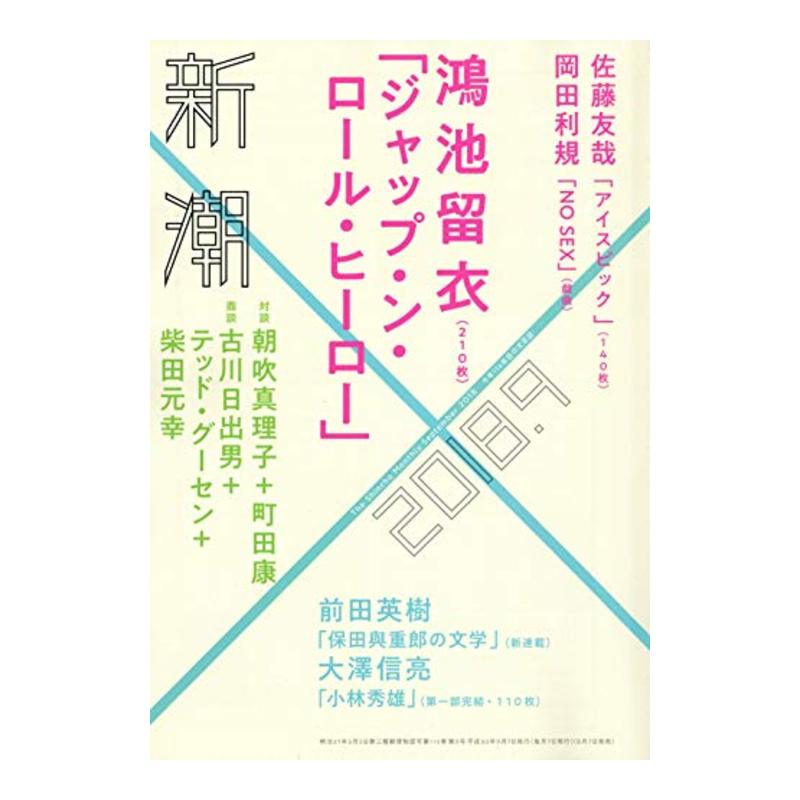 新潮
佐藤友哉「アイスピック」（140枚）
岡田利規「NO SEX」（戯曲）
鴻池留衣
「ジャップ・ン・
ロール・ヒーロー」
（210枚）
対談 朝吹真理子＋町田康
鼎談 古川日出男＋
テッド・グーセン＋
柴田元幸
The Shincho Monthly September 2018
2018.9
前田英樹
「保田與重郎の文学」（新連載）
大澤信亮
「小林秀雄」（第一部完結・110枚）